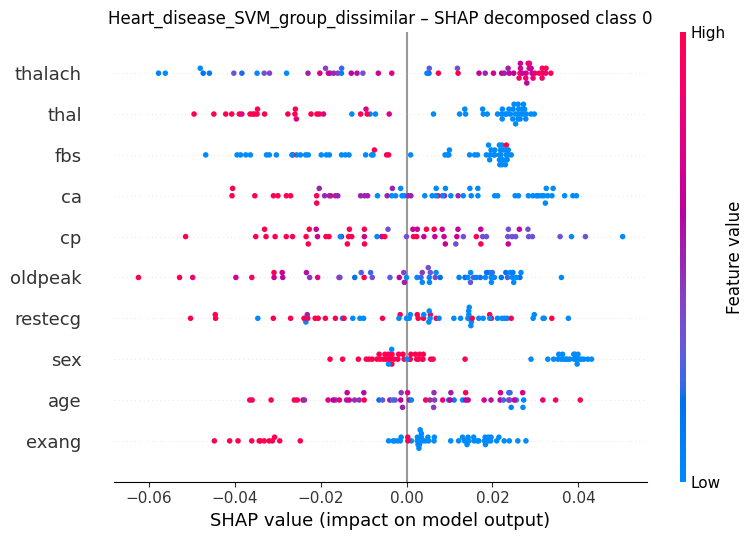 Heart_disease_SVM_group_dissimilar – SHAP decomposed class 0
High
thalach
thal
fbs
ca
cp
oldpeak
restecg
sex
age
exang
Feature value
Low
−0.06 −0.04 −0.02 0.00 0.02 0.04
SHAP value (impact on model output)